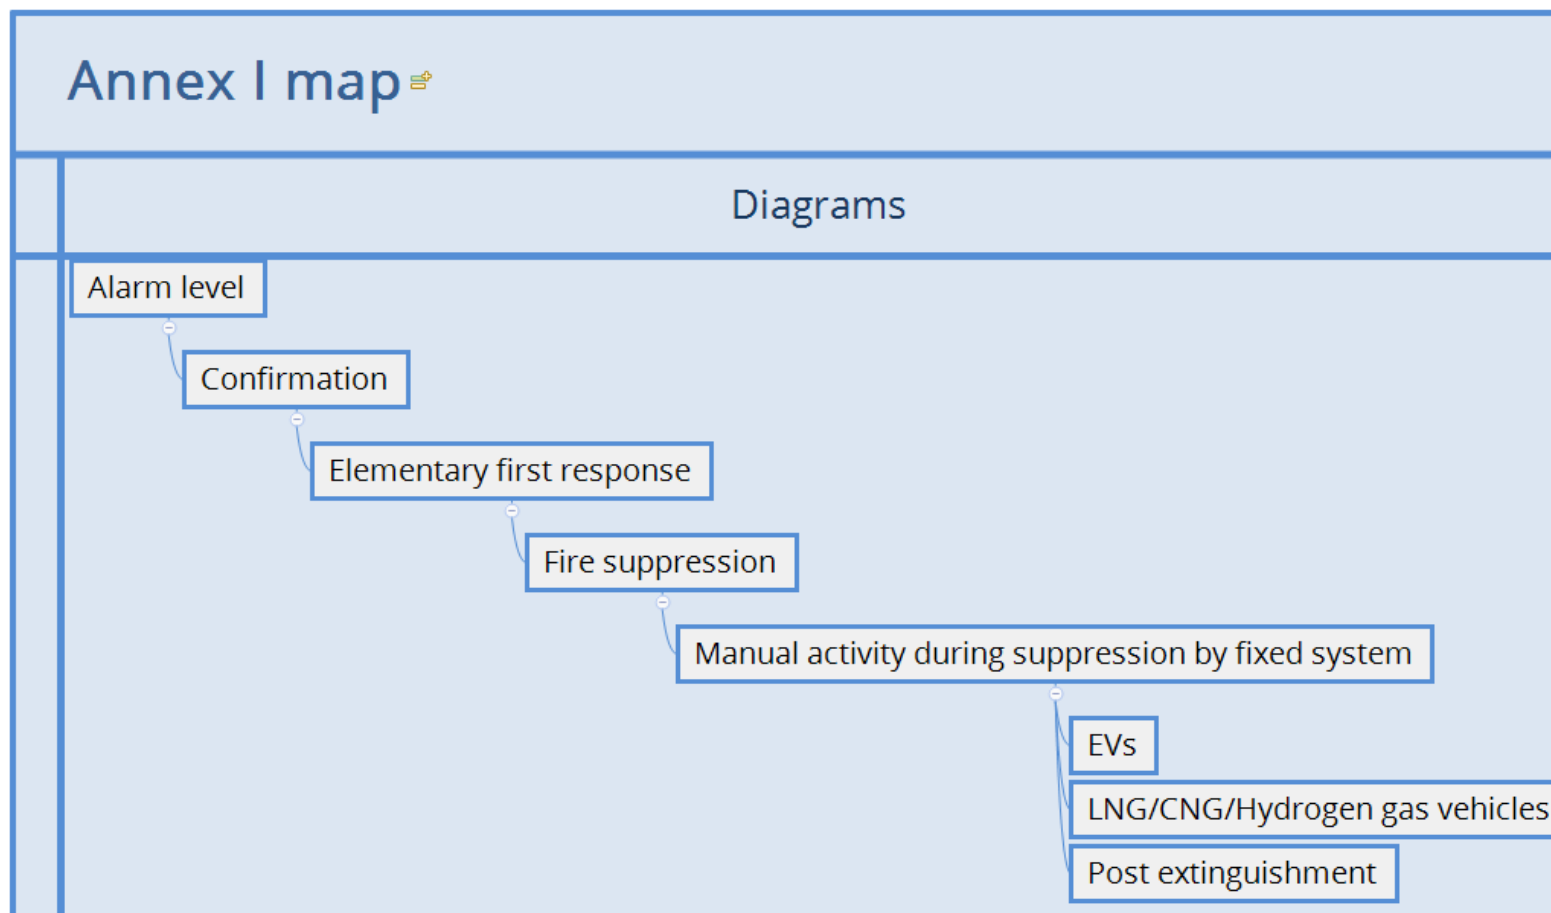 Annex I map
Diagrams
Alarm level
Confirmation
Elementary first response
Fire suppression
Manual activity during suppression by fixed system
EVs
LNG/CNG/Hydrogen gas vehicles
Post extinguishment